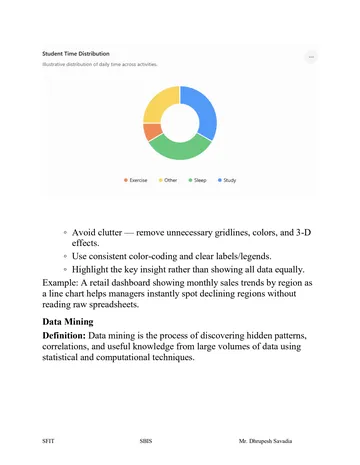 Student Time Distribution
Illustrative distribution of daily time across activities.
Exercise Other Sleep Study
Avoid clutter — remove unnecessary gridlines, colors, and 3-D
effects.
Use consistent color-coding and clear labels/legends.
Highlight the key insight rather than showing all data equally.
Example: A retail dashboard showing monthly sales trends by region as
a line chart helps managers instantly spot declining regions without
reading raw spreadsheets.
Data Mining
Definition: Data mining is the process of discovering hidden patterns,
correlations, and useful knowledge from large volumes of data using
statistical and computational techniques.
SFIT SBIS Mr. Dhrupesh Savadia